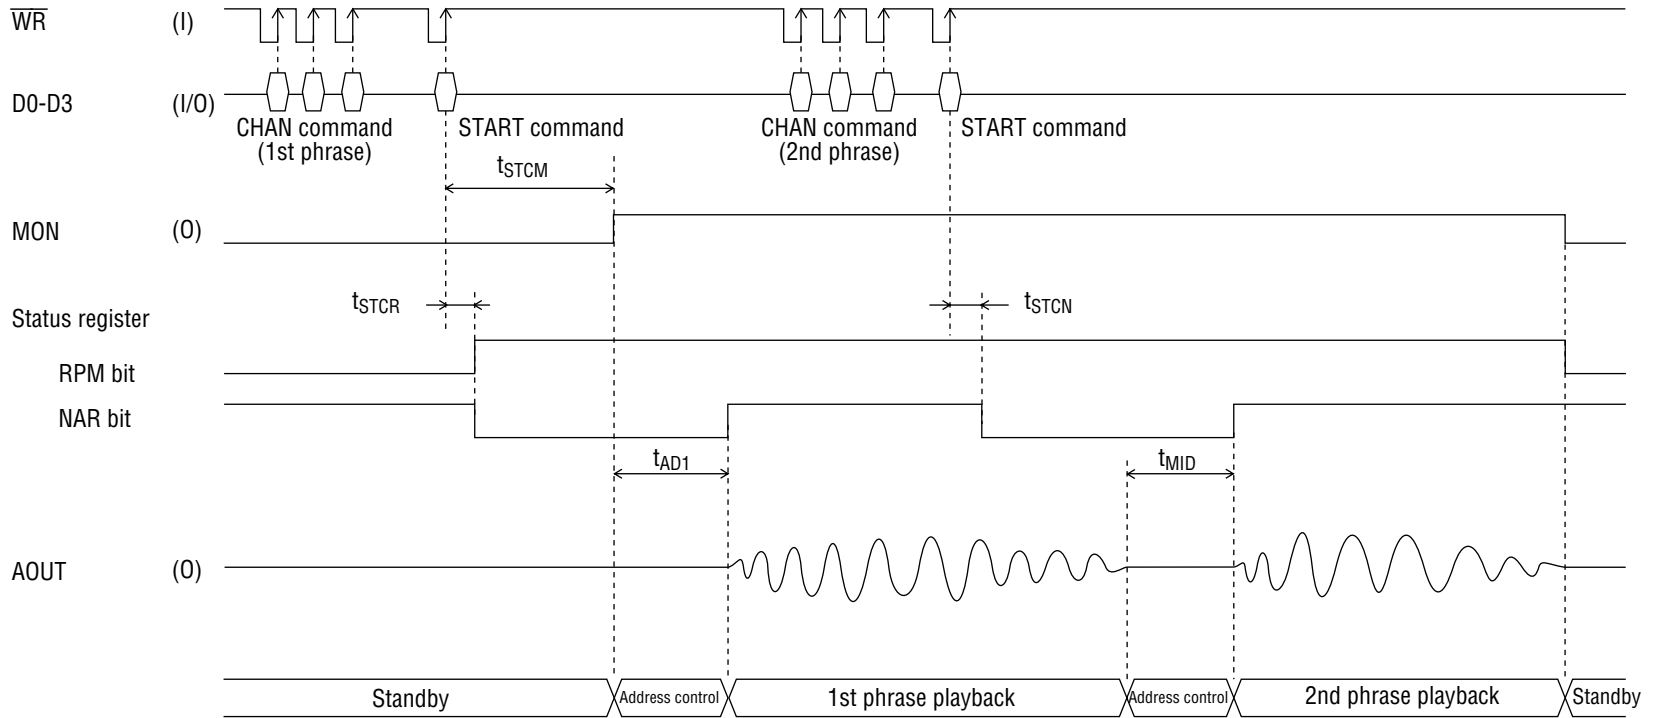 WR (I)
D0-D3 (I/O)
CHAN command START command CHAN command START command
(1st phrase) (2nd phrase)
tSTCM
MON (O)
tSTCR tSTCN
Status register
RPM bit
NAR bit
tAD1 tMID
AOUT (O)
Standby Address control 1st phrase playback Address control 2nd phrase playback Standby